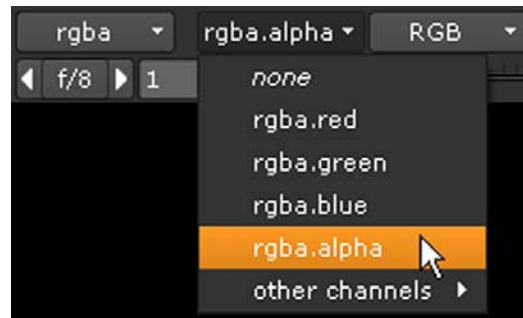 rgba rgba.alpha RGB
f/8 1
none
rgba.red
rgba.green
rgba.blue
rgba.alpha
other channels